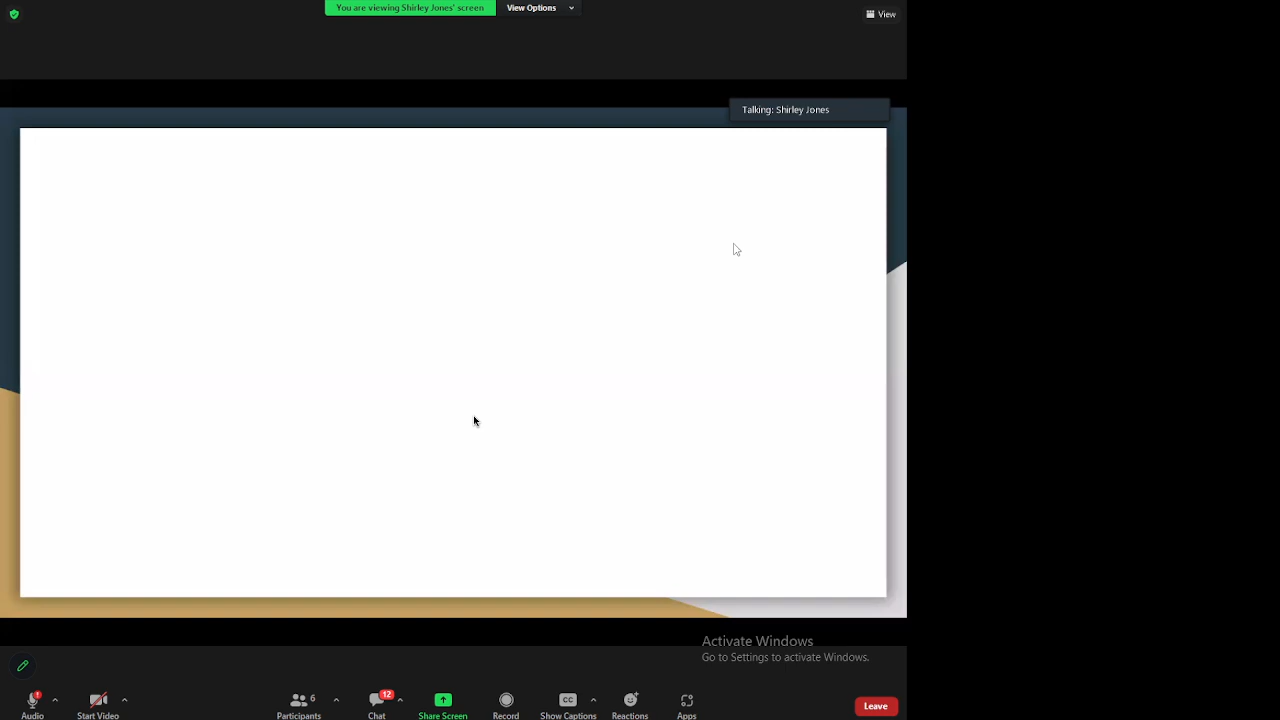 You are viewing Shirley Jones' screen
View Options
View
Talking: Shirley Jones
Activate Windows
Go to Settings to activate Windows.
6
12
CC
Audio
Start Video
Participants
Chat
Share Screen
Record
Show Captions
Reactions
Apps
Leave